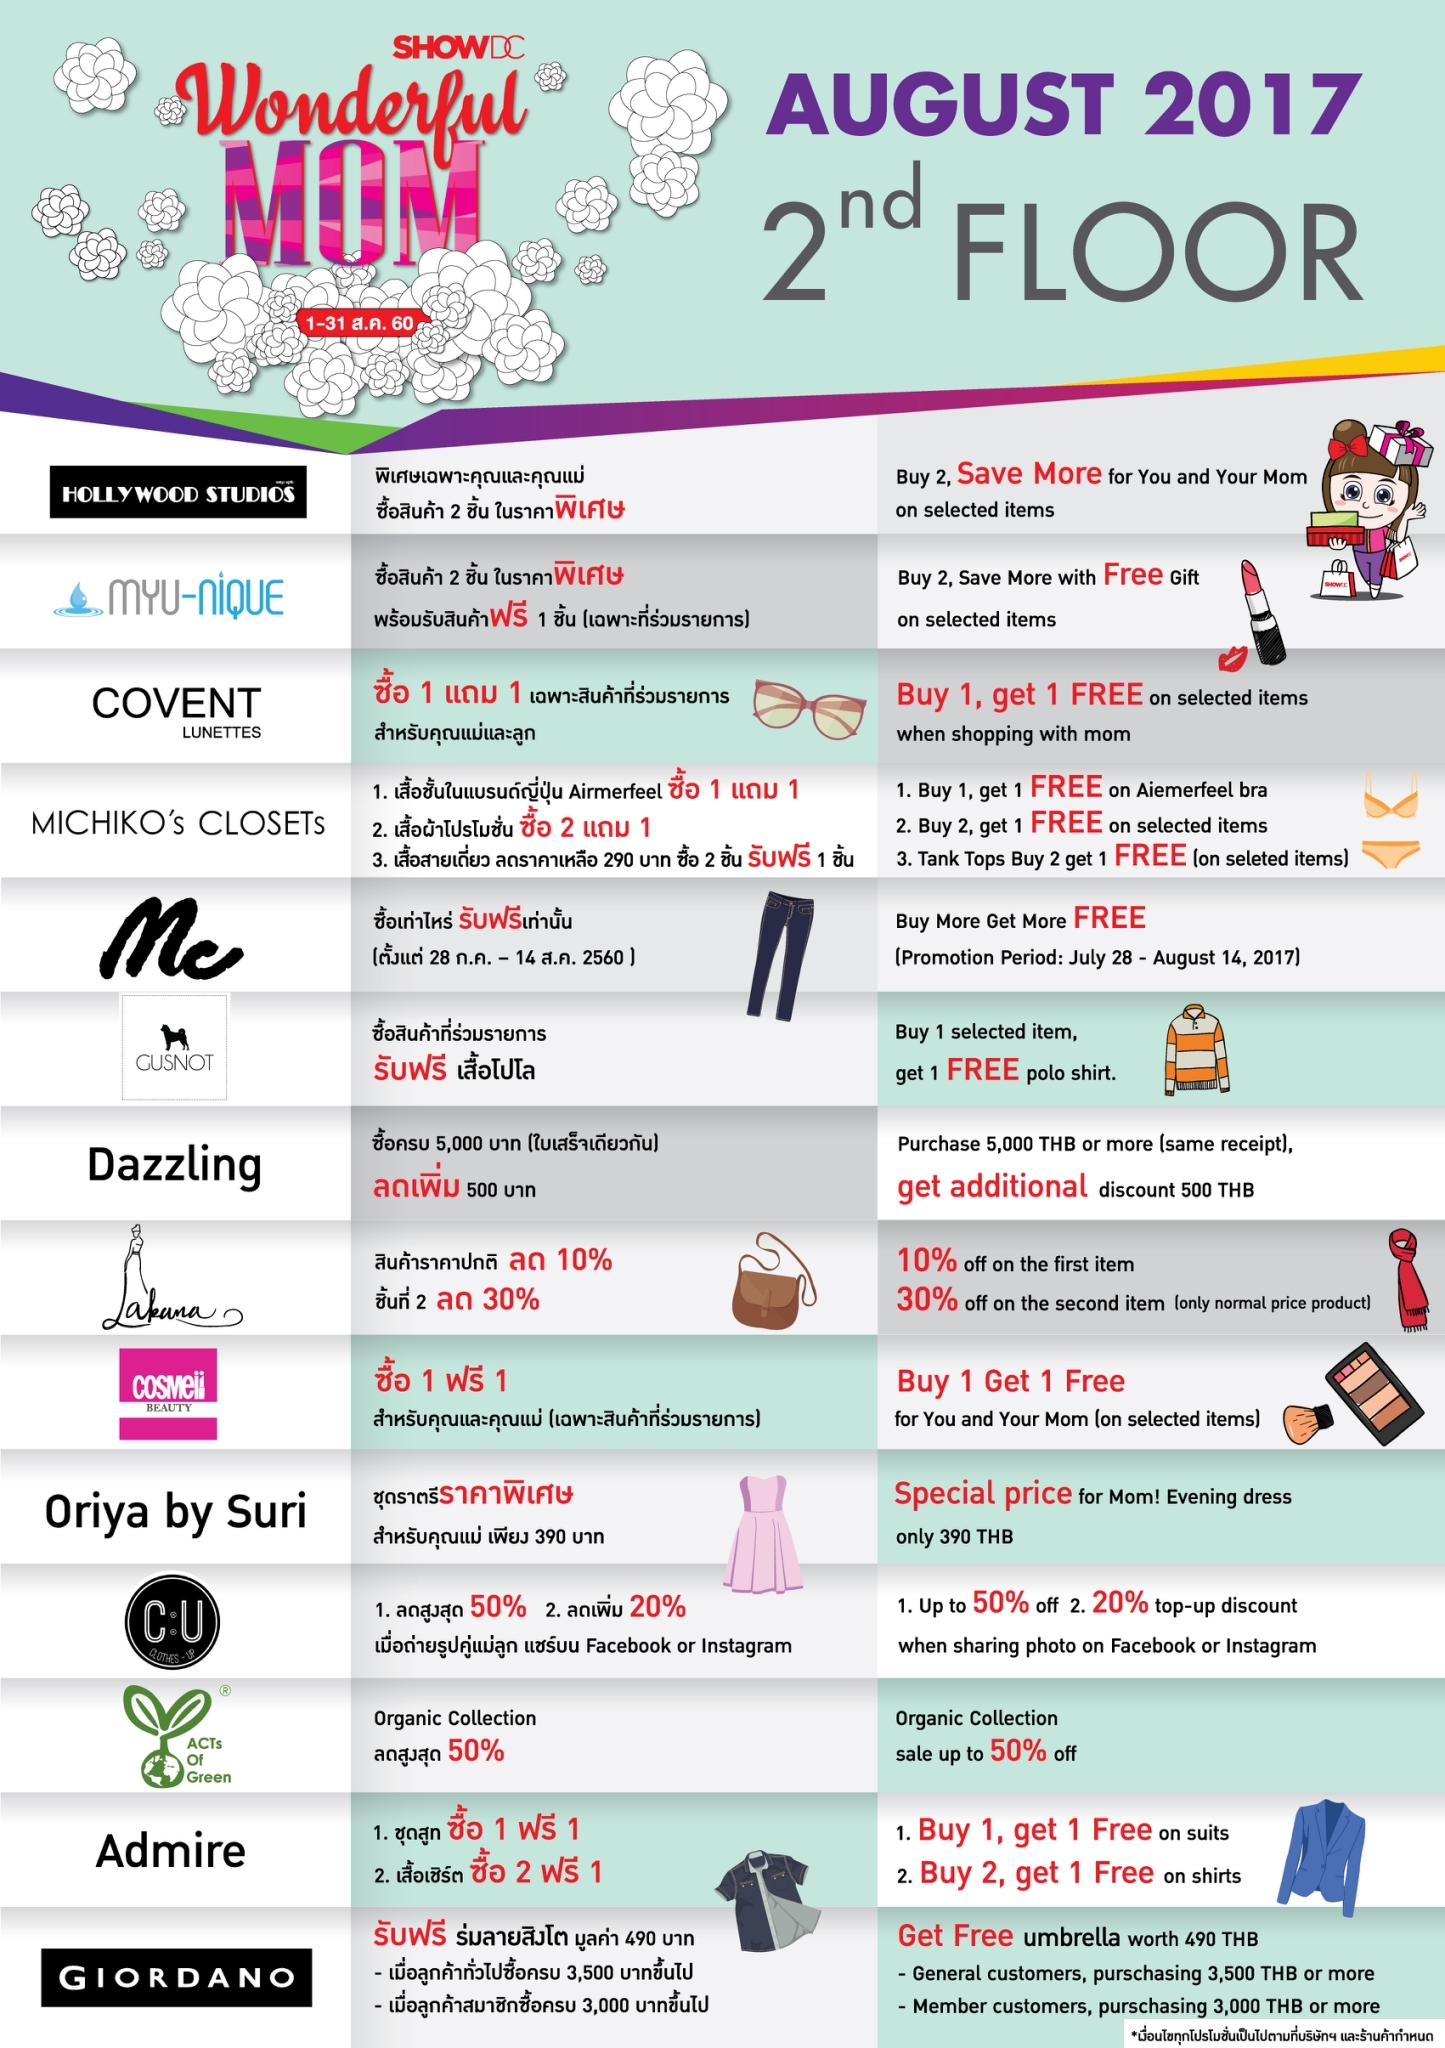 SHOWDC
Wonderful
MOM
1-31 ส.ค. 60
AUGUST 2017
2nd FLOOR
HOLLYWOOD STUDIOS
พิเศษเฉพาะคุณและคุณแม่
ซื้อสินค้า 2 ชิ้น ในราคาพิเศษ
Buy 2, Save More for You and Your Mom
on selected items
SHOWDC
SHOWDC
MYU-NIQUE
ซื้อสินค้า 2 ชิ้น ในราคาพิเศษ
พร้อมรับสินค้าฟรี 1 ชิ้น (เฉพาะที่ร่วมรายการ)
Buy 2, Save More with Free Gift
on selected items
COVENT
LUNETTES
ซื้อ 1 แถม 1 เฉพาะสินค้าที่ร่วมรายการ
สำหรับคุณแม่และลูก
Buy 1, get 1 FREE on selected items
when shopping with mom
MICHIKO's CLOSETs
1. เสื้อชั้นในแบรนด์ญี่ปุ่น Airmerfeel ซื้อ 1 แถม 1
2. เสื้อผ้าโปรโมชั่น ซื้อ 2 แถม 1
3. เสื้อสายเดี่ยว ลดราคาเหลือ 290 บาท ซื้อ 2 ชิ้น รับฟรี 1 ชิ้น
1. Buy 1, get 1 FREE on Aiemerfeel bra
2. Buy 2, get 1 FREE on selected items
3. Tank Tops Buy 2 get 1 FREE (on seleted items)
Mc
ซื้อเท่าไหร่ รับฟรีเท่านั้น
(ตั้งแต่ 28 ก.ค. – 14 ส.ค. 2560 )
Buy More Get More FREE
(Promotion Period: July 28 - August 14, 2017)
GUSNOT
ซื้อสินค้าที่ร่วมรายการ
รับฟรี เสื้อโปโล
Buy 1 selected item,
get 1 FREE polo shirt.
Dazzling
ซื้อครบ 5,000 บาท (ใบเสร็จเดียวกัน)
ลดเพิ่ม 500 บาท
Purchase 5,000 THB or more (same receipt),
get additional discount 500 THB
Lakuna
สินค้าราคาปกติ ลด 10%
ชิ้นที่ 2 ลด 30%
10% off on the first item
30% off on the second item (only normal price product)
COSMEii
BEAUTY
ซื้อ 1 ฟรี 1
สำหรับคุณและคุณแม่ (เฉพาะสินค้าที่ร่วมรายการ)
Buy 1 Get 1 Free
for You and Your Mom (on selected items)
Oriya by Suri
ชุดราตรีราคาพิเศษ
สำหรับคุณแม่ เพียง 390 บาท
Special price for Mom! Evening dress
only 390 THB
C:U
CLOTHES - UP
1. ลดสูงสุด 50% 2. ลดเพิ่ม 20%
เมื่อถ่ายรูปคู่แม่ลูก แชร์บน Facebook or Instagram
1. Up to 50% off 2. 20% top-up discount
when sharing photo on Facebook or Instagram
®
ACTs
Of
Green
Organic Collection
ลดสูงสุด 50%
Organic Collection
sale up to 50% off
Admire
1. ชุดสูท ซื้อ 1 ฟรี 1
2. เสื้อเชิร์ต ซื้อ 2 ฟรี 1
1. Buy 1, get 1 Free on suits
2. Buy 2, get 1 Free on shirts
GIORDANO
รับฟรี ร่มลายสิงโต มูลค่า 490 บาท
- เมื่อลูกค้าทั่วไปซื้อครบ 3,500 บาทขึ้นไป
- เมื่อลูกค้าสมาชิกซื้อครบ 3,000 บาทขึ้นไป
Get Free umbrella worth 490 THB
- General customers, purschasing 3,500 THB or more
- Member customers, purschasing 3,000 THB or more
*เงื่อนไขทุกโปรโมชั่นเป็นไปตามที่บริษัทฯ และร้านค้ากำหนด